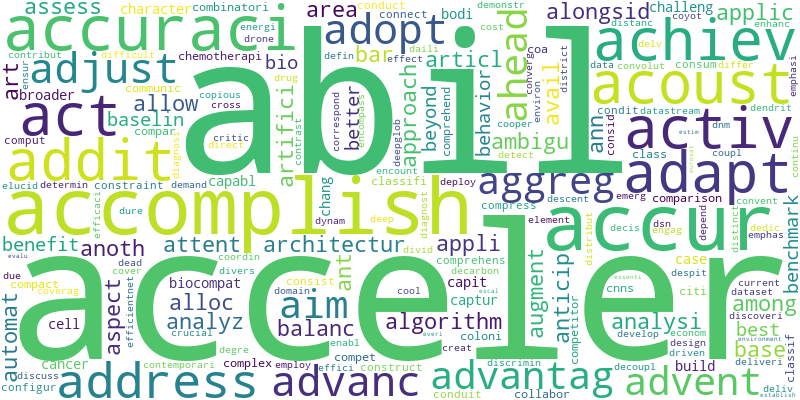 assess
character
combinatori
area
conduct
bodi
demonstr
alongsid
challeng
applic
accuraci
energi
drone
connect
cost
distanc
coyot
enhanc
contribut
difficult
chemotherapi
adopt
abil
ahead
achiev
art
adjust
bio
defin
daili
effect
bar
articl
coa
delv
differ
emphasi
ensur
communic
data
convolut
consum
broader
copious
cross
act
allow
better
beyond
behavior
avail
district
environ
acoust
baselin
artifici
correspond
encompass
approach
comprehend
converg
condit
datastream
dendrit
compar
critic
contrast
deepglob
cooper
ann
consid
activ
estim
comput
diagnosi
direct
ambigu
detect
class
coupl
dnm
addit
capabl
encount
classifi
aggreg
emerg
adapt
continu
elucid
determin
constraint
demand
chang
deploy
descent
comparison
convent
efficaci
dure
dynam
deep
diagnost
compress
element
dsn
depend
distinct
emphas
accomplish
accur
distribut
decis
engag
dedic
benchmark
benefit
anoth
attent
architectur
appli
comprehens
case
despit
evalu
coordin
divid
decarbon
due
dead
cover
divers
biocompat
consist
ant
augment
anticip
cnns
citi
essenti
current
dataset
compact
coverag
efficientnet
domain
cool
escal
capit
captur
among
discoveri
environment
automat
aspect
alloc
acceler
cell
analyz
aim
balanc
algorithm
coloni
competitor
analysi
develop
econom
design
best
crucial
enabl
everi
creat
driven
base
deliveri
cancer
degre
compet
discrimin
decoupl
build
classif
discuss
contemporari
complex
employ
effici
construct
configur
address
advanc
conduit
advantag
collabor
advent
deliv
establish